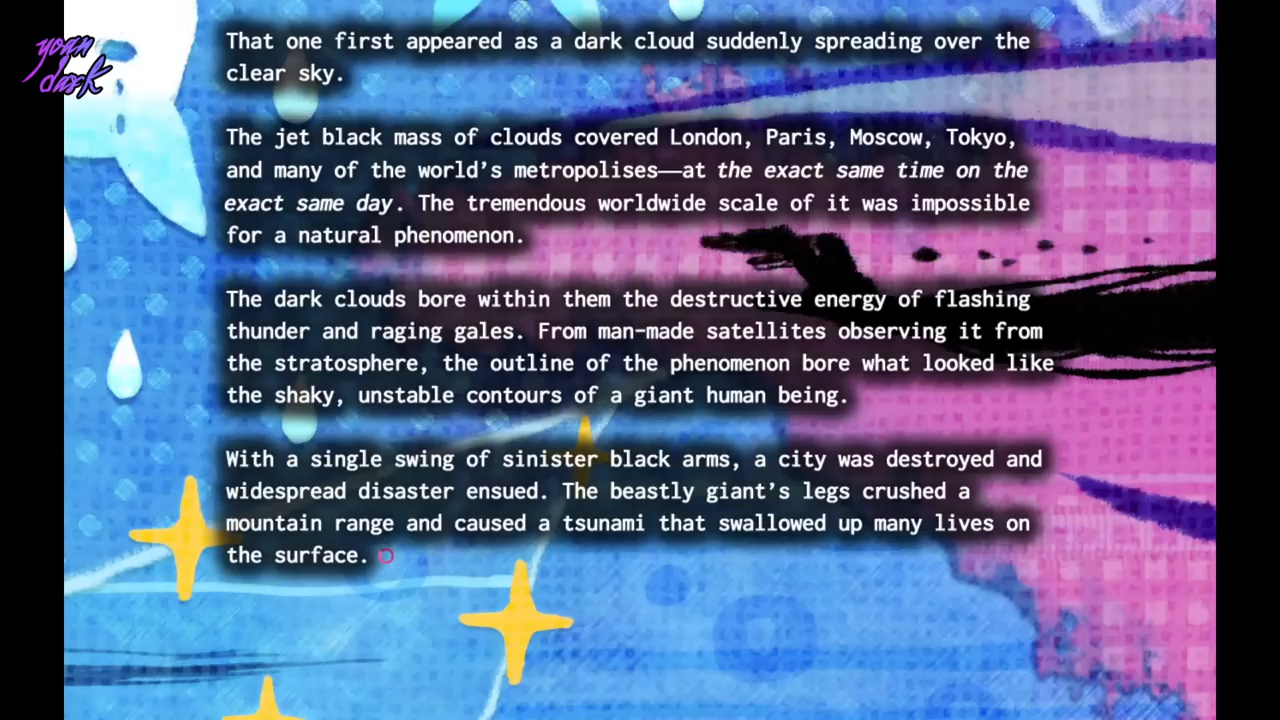 yoan
dark
That one first appeared as a dark cloud suddenly spreading over the
clear sky.
The jet black mass of clouds covered London, Paris, Moscow, Tokyo,
and many of the world’s metropolises——at the exact same time on the
exact same day. The tremendous worldwide scale of it was impossible
for a natural phenomenon.
The dark clouds bore within them the destructive energy of flashing
thunder and raging gales. From man-made satellites observing it from
the stratosphere, the outline of the phenomenon bore what looked like
the shaky, unstable contours of a giant human being.
With a single swing of sinister black arms, a city was destroyed and
widespread disaster ensued. The beastly giant’s legs crushed a
mountain range and caused a tsunami that swallowed up many lives on
the surface.